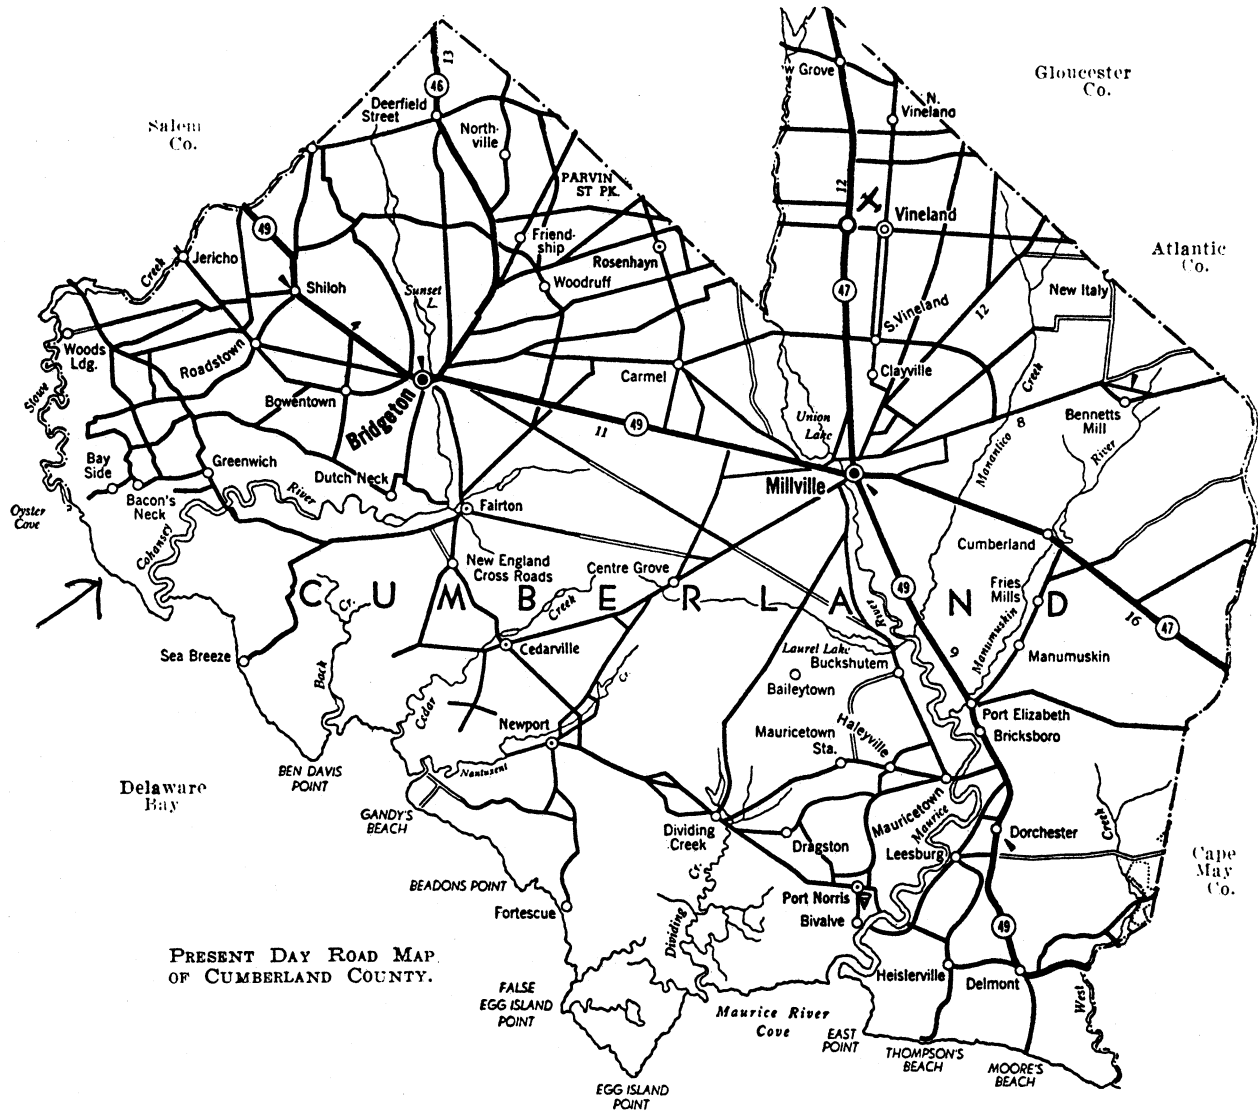 13
46
Deerfield
Street
North-
ville
Salem
Co.
PARVIN
ST PK.
w Grove
N.
Vineland
Gloucester
Co.
12
Vineland
49
Jericho
Creek
Friend-
ship
Rosenhayn
Woodruff
Shiloh
Sunset
L.
47
S.Vineland
12
New Italy
Atlantic
Co.
Woods
Ldg.
Stowe
Creek
Roadstown
Bowentown
Bridgeton
Carmel
Clayville
Union
Lake
Creek
8
Manantico
Bennetts
Mill
River
11
49
Bay
Side
Bacon's
Neck
Greenwich
River
Dutch Neck
Fairton
Millville
Oyster
Cove
Cohansey
New England
Cross Roads
Centre Grove
Cumberland
Fries
Mills
CUMBERLAND
Cr.
Creek
River
49
16
47
Sea Breeze
Back
Cedarville
Cedar
Cr.
Laurel Lake
Buckshutem
Baileytown
9
Manumuskin
Manumuskin
Newport
Mauricetown
Sta.
Haleyville
Port Elizabeth
Bricksboro
BEN DAVIS
POINT
Nantuxent
Delaware
Bay
GANDY'S
BEACH
Dividing
Creek
Dragston
Mauricetown
Maurice
Leesburg
Dorchester
Creek
Cape
May
Co.
BEADONS POINT
Fortescue
Cr.
Dividing
Port Norris
Bivalve
49
PRESENT DAY ROAD MAP
OF CUMBERLAND COUNTY.
Heislerville
Delmont
West
FALSE
EGG ISLAND
POINT
Maurice River
Cove
EAST
POINT
THOMPSON'S
BEACH
MOORE'S
BEACH
EGG ISLAND
POINT